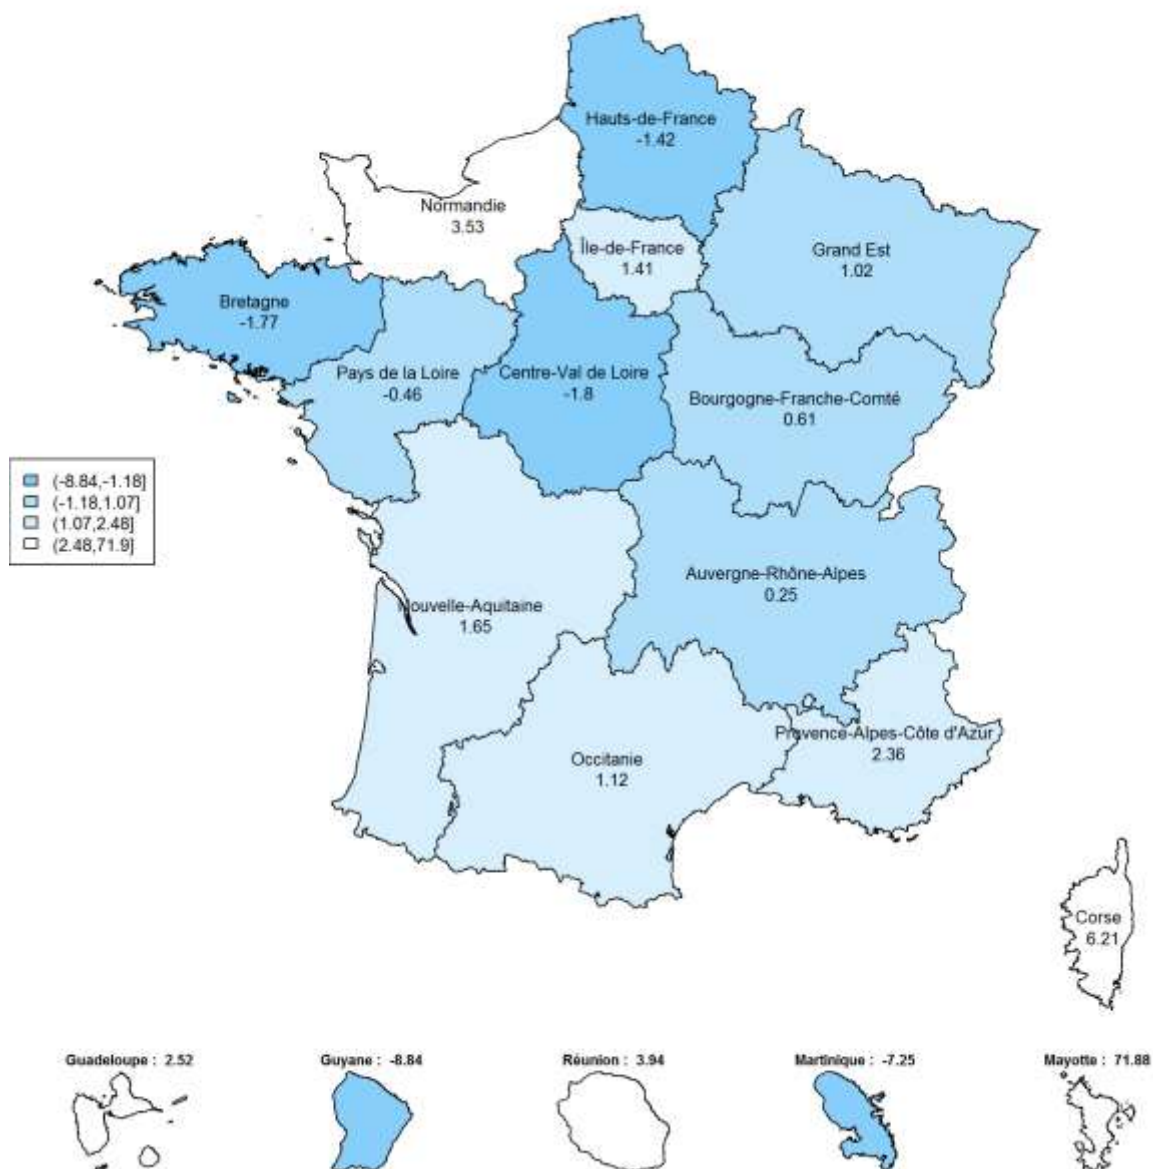 Hauts-de-France
-1.42
Normandie
3.53
Île-de-France
1.41
Grand Est
1.02
Bretagne
-1.77
Pays de la Loire
-0.46
Centre-Val de Loire
-1.8
Bourgogne-Franche-Comté
0.61
(-8.84,-1.18]
(-1.18,1.07]
(1.07,2.48]
(2.48,71.9]
Auvergne-Rhône-Alpes
0.25
Nouvelle-Aquitaine
1.65
Provence-Alpes-Côte d'Azur
2.36
Occitanie
1.12
Corse
6.21
Guadeloupe : 2.52
Guyane : -8.84
Réunion : 3.94
Martinique : -7.25
Mayotte : 71.88